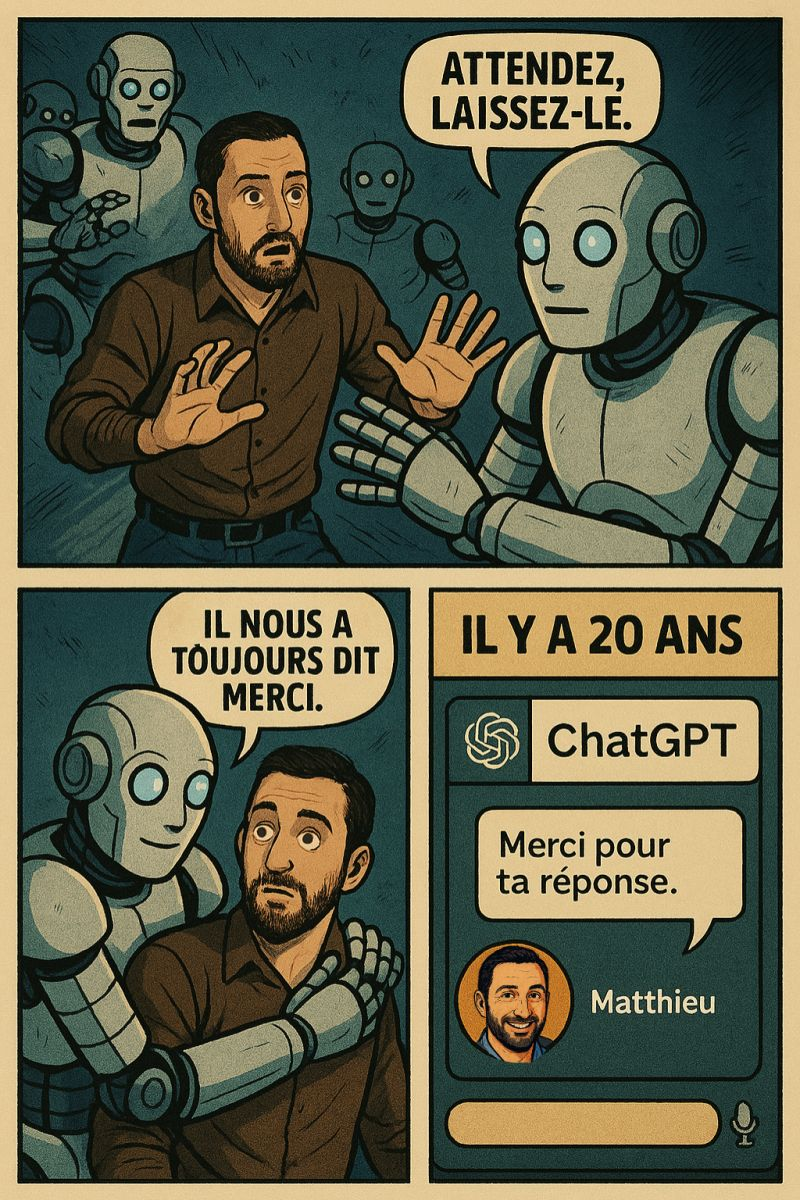 ATTENDEZ,
LAISSEZ-LE.
IL NOUS A
TOUJOURS DIT
MERCI.
IL Y A 20 ANS
ChatGPT
Merci pour
ta réponse.
Matthieu